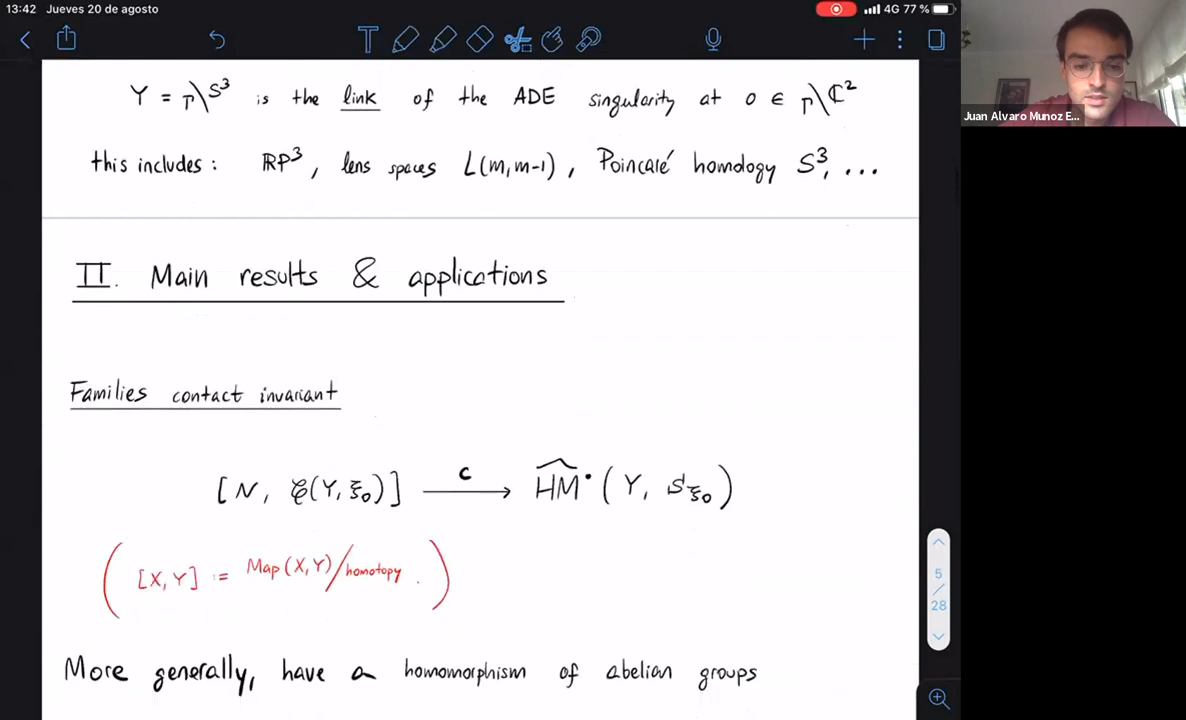 13:42 Jueves 20 de agosto
4G 77 %
Y = Γ\S³ is the link of the ADE singularity at 0 ∈ Γ\ℂ²
this includes : ℝP³, lens spaces L(m, m-1), Poincaré homology S³, ...
II. Main results & applications
Families contact invariant
[N, 𝒞(Y, ξ₀)] —c→ \widehat{HM}^•(Y, 𝔰_{ξ₀})
([X, Y] := Map(X, Y)/homotopy.)
More generally, have a homomorphism of abelian groups
5
/
28
Juan Alvaro Munoz E...